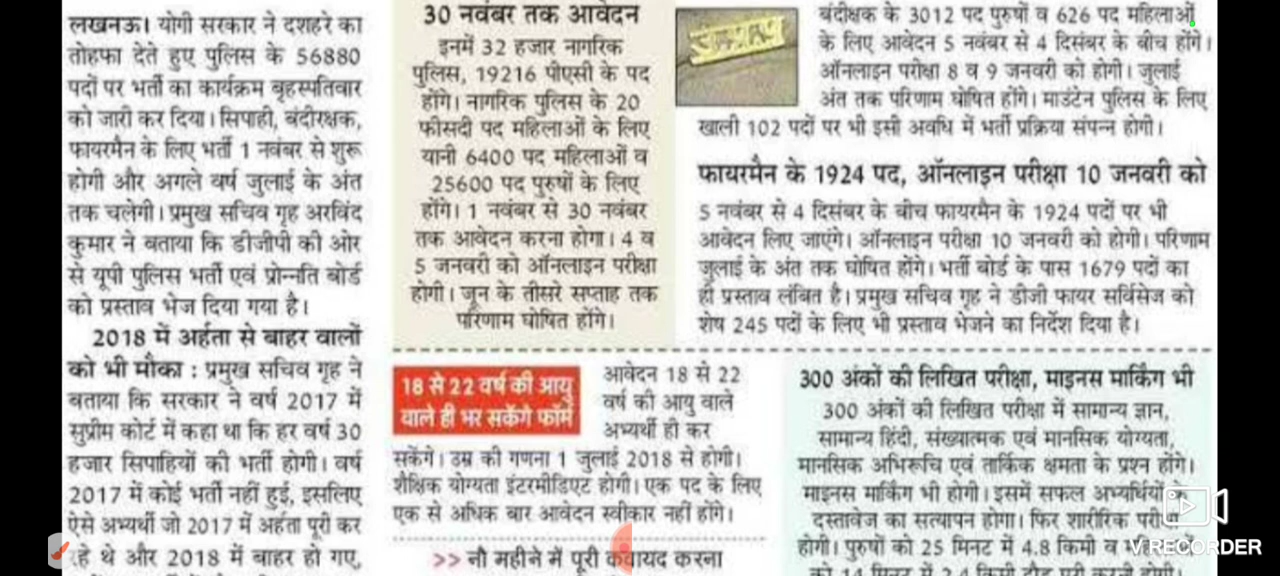 लखनऊ। योगी सरकार ने दशहरे का
तोहफा देते हुए पुलिस के 56880
पदों पर भर्ती का कार्यक्रम बृहस्पतिवार
को जारी कर दिया। सिपाही, बंदीरक्षक,
फायरमैन के लिए भर्ती 1 नवंबर से शुरू
होगी और अगले वर्ष जुलाई के अंत
तक चलेगी। प्रमुख सचिव गृह अरविंद
कुमार ने बताया कि डीजीपी की ओर
से यूपी पुलिस भर्ती एवं प्रोन्नति बोर्ड
को प्रस्ताव भेज दिया गया है।
2018 में अर्हता से बाहर वालों
को भी मौका : प्रमुख सचिव गृह ने
बताया कि सरकार ने वर्ष 2017 में
सुप्रीम कोर्ट में कहा था कि हर वर्ष 30
हजार सिपाहियों की भर्ती होगी। वर्ष
2017 में कोई भर्ती नहीं हुई, इसलिए
ऐसे अभ्यर्थी जो 2017 में अर्हता पूरी कर
रहे थे और 2018 में बाहर हो गए,
30 नवंबर तक आवेदन
इनमें 32 हजार नागरिक
पुलिस, 19216 पीएसी के पद
होंगे। नागरिक पुलिस के 20
फीसदी पद महिलाओं के लिए
यानी 6400 पद महिलाओं व
25600 पद पुरुषों के लिए
होंगे। 1 नवंबर से 30 नवंबर
तक आवेदन करना होगा। 4 व
5 जनवरी को ऑनलाइन परीक्षा
होगी। जून के तीसरे सप्ताह तक
परिणाम घोषित होंगे।
बंदीक्षक के 3012 पद पुरुषों व 626 पद महिलाओं
के लिए आवेदन 5 नवंबर से 4 दिसंबर के बीच होंगे।
ऑनलाइन परीक्षा 8 व 9 जनवरी को होगी। जुलाई
अंत तक परिणाम घोषित होंगे। माउंटेन पुलिस के लिए
खाली 102 पदों पर भी इसी अवधि में भर्ती प्रक्रिया संपन्न होगी।
फायरमैन के 1924 पद, ऑनलाइन परीक्षा 10 जनवरी को
5 नवंबर से 4 दिसंबर के बीच फायरमैन के 1924 पदों पर भी
आवेदन लिए जाएंगे। ऑनलाइन परीक्षा 10 जनवरी को होगी। परिणाम
जुलाई के अंत तक घोषित होंगे। भर्ती बोर्ड के पास 1679 पदों का
ही प्रस्ताव लंबित है। प्रमुख सचिव गृह ने डीजी फायर सर्विसेज को
शेष 245 पदों के लिए भी प्रस्ताव भेजने का निर्देश दिया है।
18 से 22 वर्ष की आयु
वाले ही भर सकेंगे फॉर्म
आवेदन 18 से 22
वर्ष की आयु वाले
अभ्यर्थी ही कर
सकेंगे। उम्र की गणना 1 जुलाई 2018 से होगी।
शैक्षिक योग्यता इंटरमीडिएट होगी। एक पद के लिए
एक से अधिक बार आवेदन स्वीकार नहीं होंगे।
>> नौ महीने में पूरी कवायद करना
300 अंकों की लिखित परीक्षा, माइनस मार्किंग भी
300 अंकों की लिखित परीक्षा में सामान्य ज्ञान,
सामान्य हिंदी, संख्यात्मक एवं मानसिक योग्यता,
मानसिक अभिरूचि एवं तार्किक क्षमता के प्रश्न होंगे।
माइनस मार्किंग भी होगी। इसमें सफल अभ्यर्थियों के
दस्तावेज का सत्यापन होगा। फिर शारीरिक
होगी। पुरुषों को 25 मिनट में 4.8 किमी व
को 14 मिनट में 2.4 किमी दौड़ पूरी करनी होगी।
V RECORDER